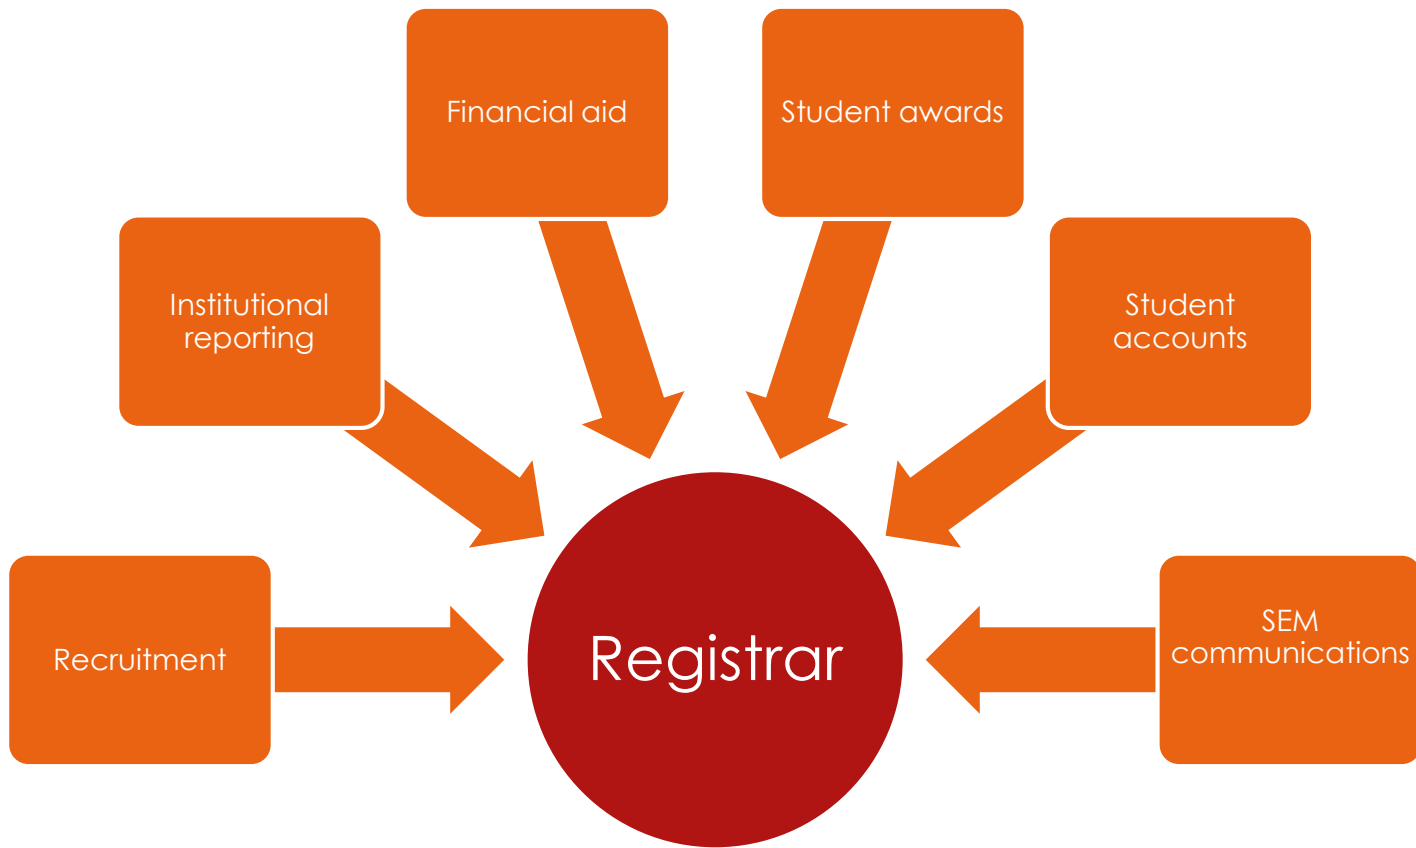 Financial aid
Student awards
Institutional
reporting
Student
accounts
Recruitment
Registrar
SEM
communications